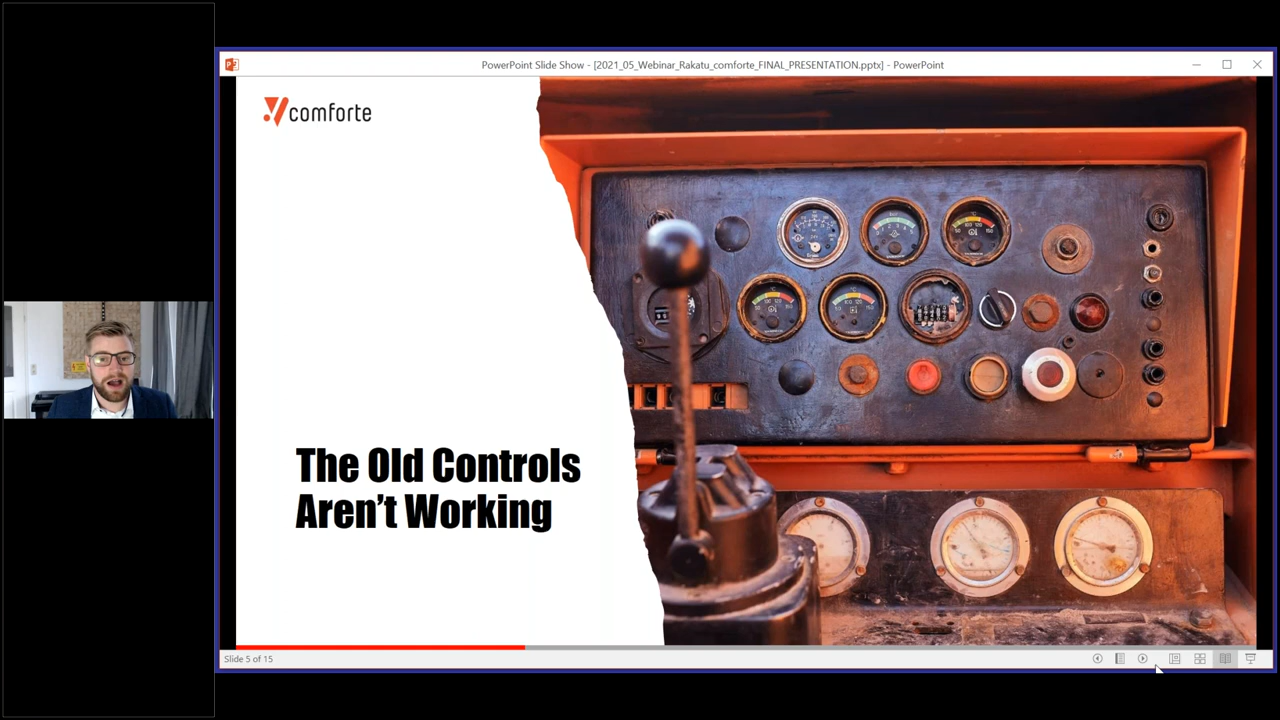 PowerPoint Slide Show - [2021_05_Webinar_Rakatu_comforte_FINAL_PRESENTATION.pptx] - PowerPoint
comforte
The Old Controls
Aren’t Working
Slide 5 of 15